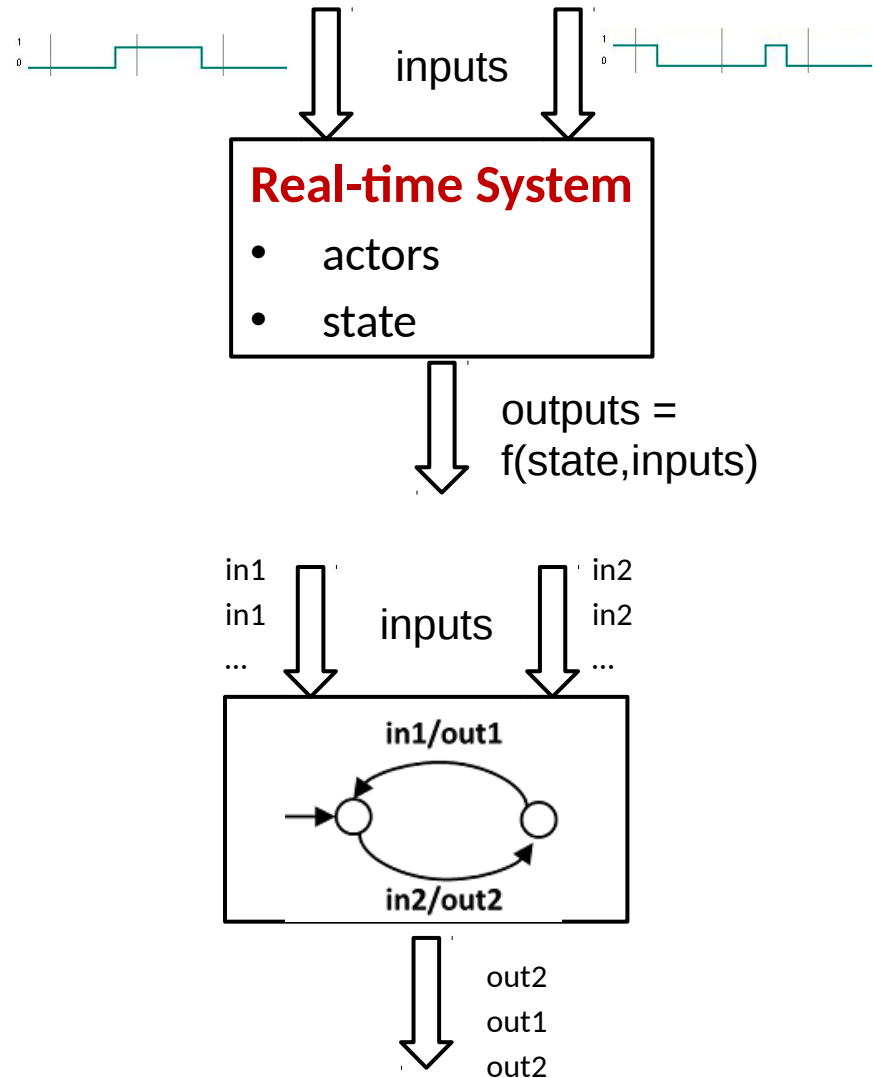 1
0
inputs
1
0
Real-time System
• actors
• state
outputs =
f(state,inputs)
in1
in1
...
inputs
in2
in2
...
in1/out1
in2/out2
out2
out1
out2